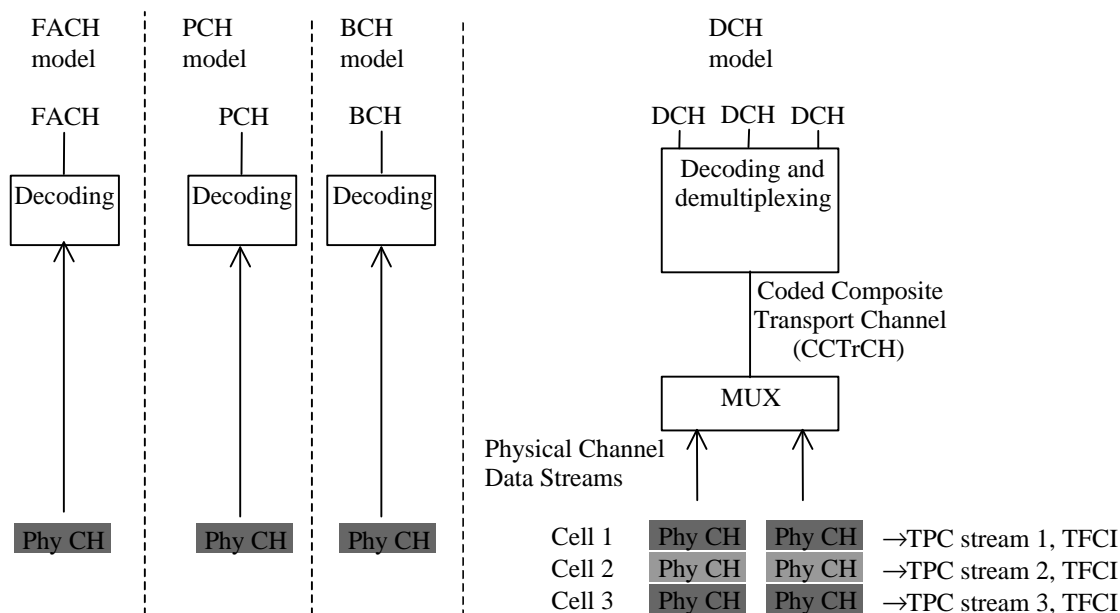 FACH
model
PCH
model
BCH
model
DCH
model
FACH
PCH
BCH
DCH DCH DCH
Decoding
Decoding
Decoding
Decoding and
demultiplexing
Coded Composite
Transport Channel
(CCTrCH)
MUX
Physical Channel
Data Streams
Phy CH
Phy CH
Phy CH
Cell 1 Phy CH Phy CH →TPC stream 1, TFCI
Cell 2 Phy CH Phy CH →TPC stream 2, TFCI
Cell 3 Phy CH Phy CH →TPC stream 3, TFCI